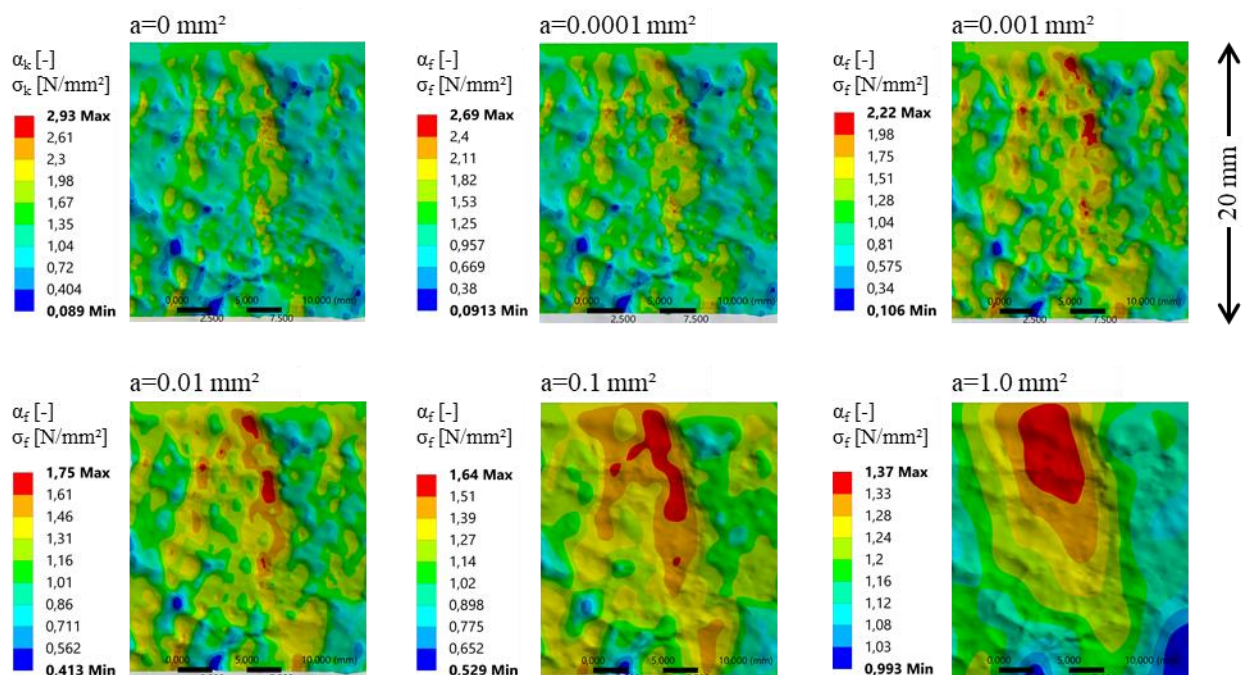 a=0 mm²
αk [-]
σk [N/mm²]
2,93 Max
2,61
2,3
1,98
1,67
1,35
1,04
0,72
0,404
0,089 Min
0,000 5,000 10,000 (mm)
2,500 7,500
a=0.0001 mm²
αf [-]
σf [N/mm²]
2,69 Max
2,4
2,11
1,82
1,53
1,25
0,957
0,669
0,38
0,0913 Min
0,000 5,000 10,000 (mm)
2,500 7,500
a=0.001 mm²
αf [-]
σf [N/mm²]
2,22 Max
1,98
1,75
1,51
1,28
1,04
0,81
0,575
0,34
0,106 Min
0,000 5,000 10,000 (mm)
2,500 7,500
20 mm
a=0.01 mm²
αf [-]
σf [N/mm²]
1,75 Max
1,61
1,46
1,31
1,16
1,01
0,86
0,711
0,562
0,413 Min
0,000 5,000 10,000 (mm)
a=0.1 mm²
αf [-]
σf [N/mm²]
1,64 Max
1,51
1,39
1,27
1,14
1,02
0,898
0,775
0,652
0,529 Min
0,000 5,000 10,000 (mm)
a=1.0 mm²
αf [-]
σf [N/mm²]
1,37 Max
1,33
1,28
1,24
1,2
1,16
1,12
1,08
1,03
0,993 Min
0,000 5,000 10,000 (mm)